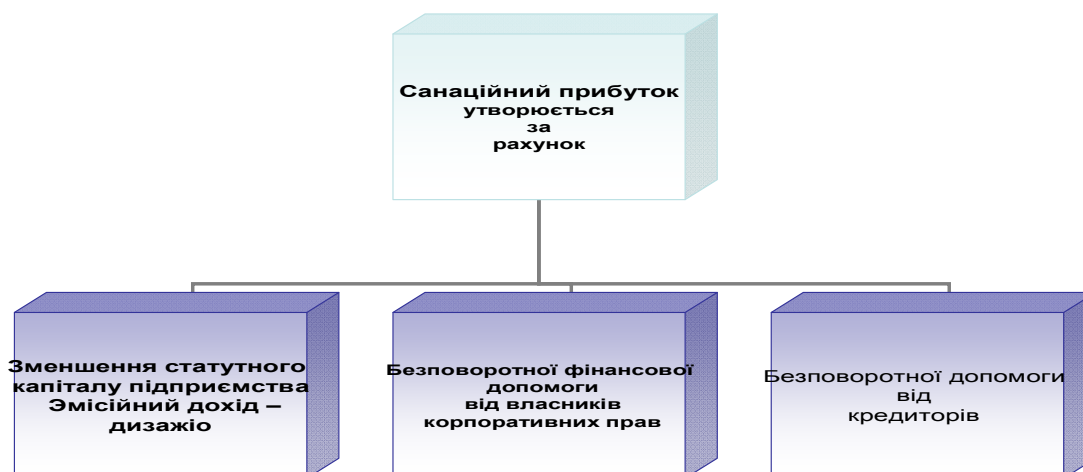 Санаційний прибуток
утворюється
за
рахунок
Зменшення статутного
капіталу підприємства
Эмісійний дохід –
дизажіо
Безповоротної фінансової
допомоги
від власників
корпоративних прав
Безповоротної допомоги
від
кредиторів